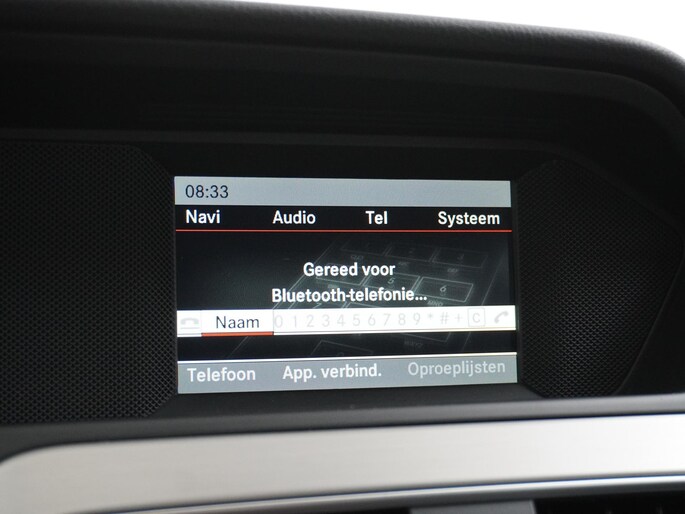 08:33
Navi Audio Tel Systeem
Gereed voor
Bluetooth-telefonie...
Naam 0 1 2 3 4 5 6 7 8 9 * # + C
Telefoon App. verbind. Oproeplijsten